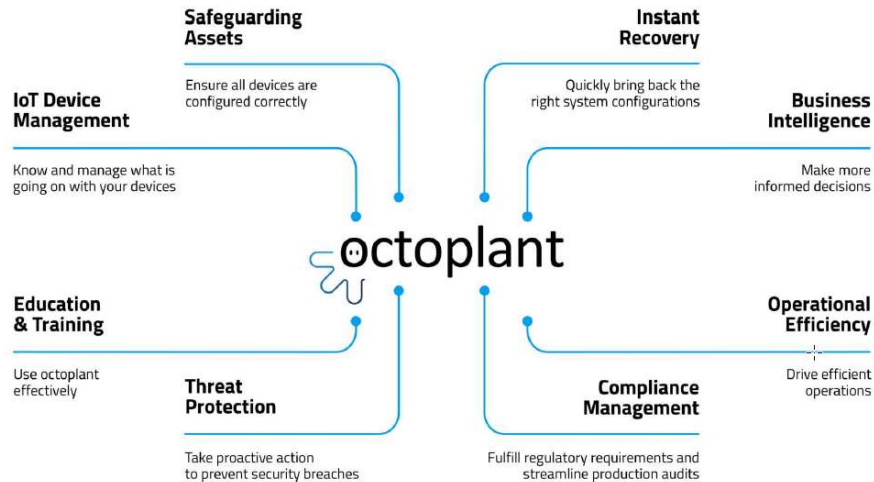 Safeguarding
Assets
Ensure all devices are
configured correctly
Instant
Recovery
Quickly bring back the
right system configurations
IoT Device
Management
Know and manage what is
going on with your devices
Business
Intelligence
Make more
informed decisions
octoplant
Education
& Training
Use octoplant
effectively
Operational
Efficiency
Drive efficient
operations
Threat
Protection
Take proactive action
to prevent security breaches
Compliance
Management
Fulfill regulatory requirements and
streamline production audits